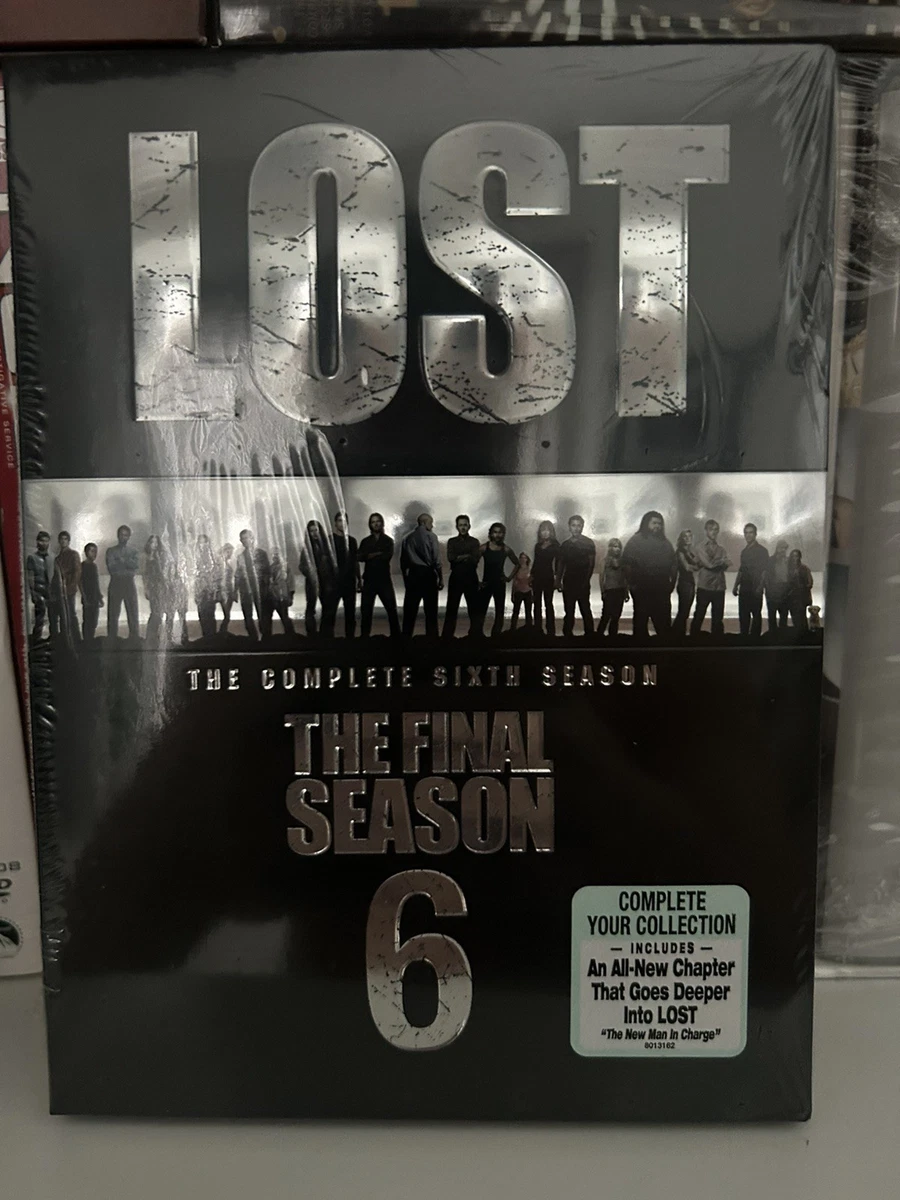 LOST
THE COMPLETE SIXTH SEASON
THE FINAL
SEASON
6
COMPLETE
YOUR COLLECTION
— INCLUDES —
An All-New Chapter
That Goes Deeper
Into LOST
"The New Man In Charge"
8013162